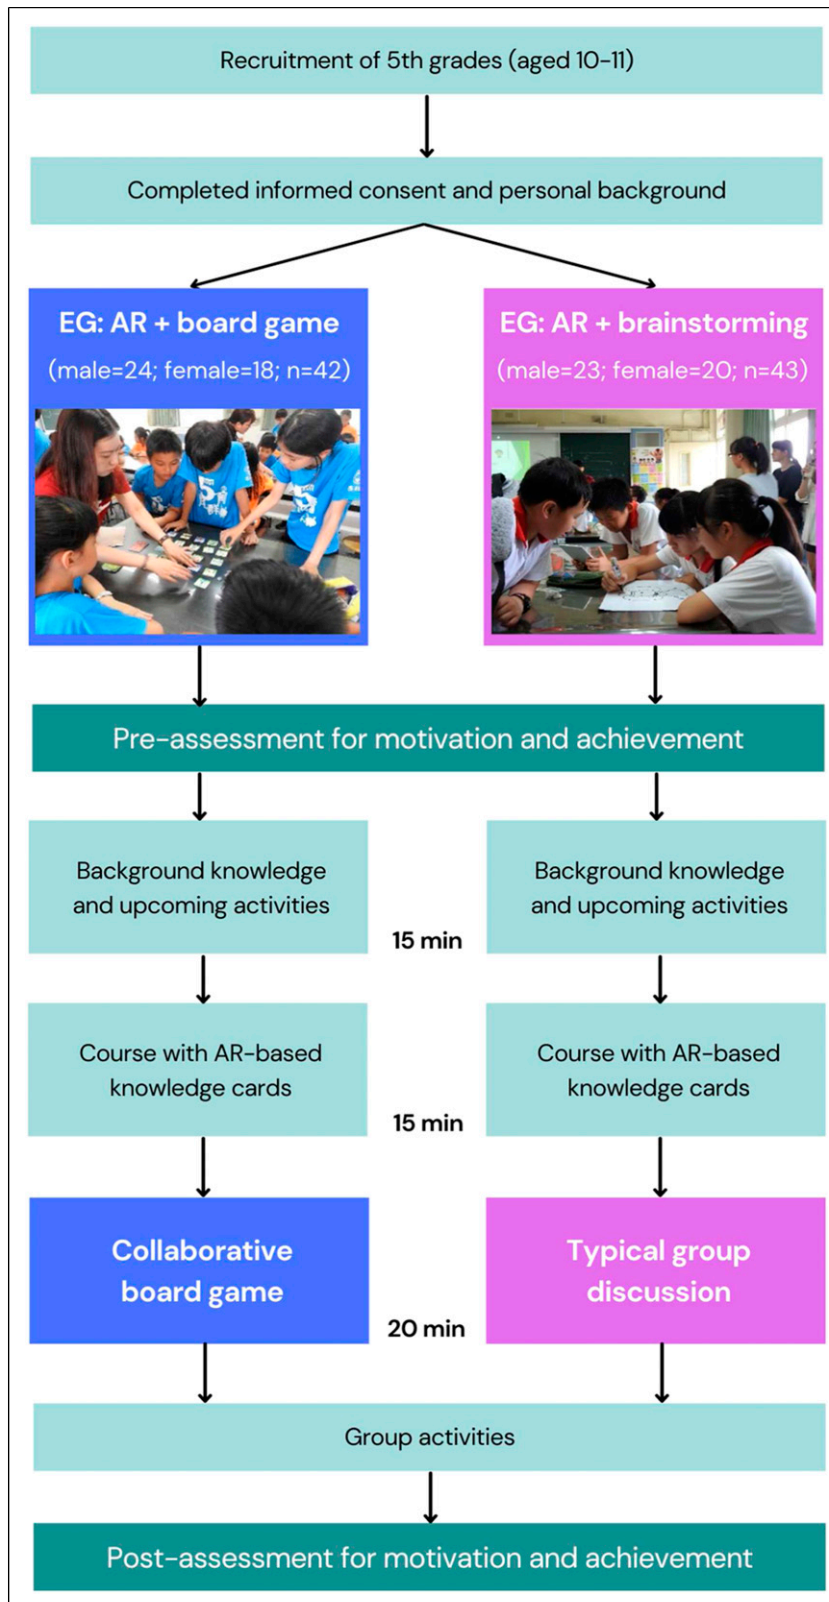 Recruitment of 5th grades (aged 10-11)
Completed informed consent and personal background
EG: AR + board game
(male=24; female=18; n=42)
EG: AR + brainstorming
(male=23; female=20; n=43)
Pre-assessment for motivation and achievement
Background knowledge
and upcoming activities
Background knowledge
and upcoming activities
15 min
Course with AR-based
knowledge cards
Course with AR-based
knowledge cards
15 min
Collaborative
board game
Typical group
discussion
20 min
Group activities
Post-assessment for motivation and achievement